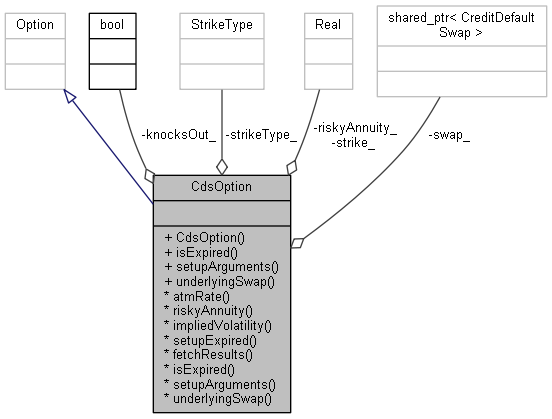 Option
bool
StrikeType
Real
shared_ptr< CreditDefault
Swap >
-knocksOut_
-strikeType_
-riskyAnnuity_
-strike_
-swap_
CdsOption
+ CdsOption()
+ isExpired()
+ setupArguments()
+ underlyingSwap()
* atmRate()
* riskyAnnuity()
* impliedVolatility()
* setupExpired()
* fetchResults()
* isExpired()
* setupArguments()
* underlyingSwap()